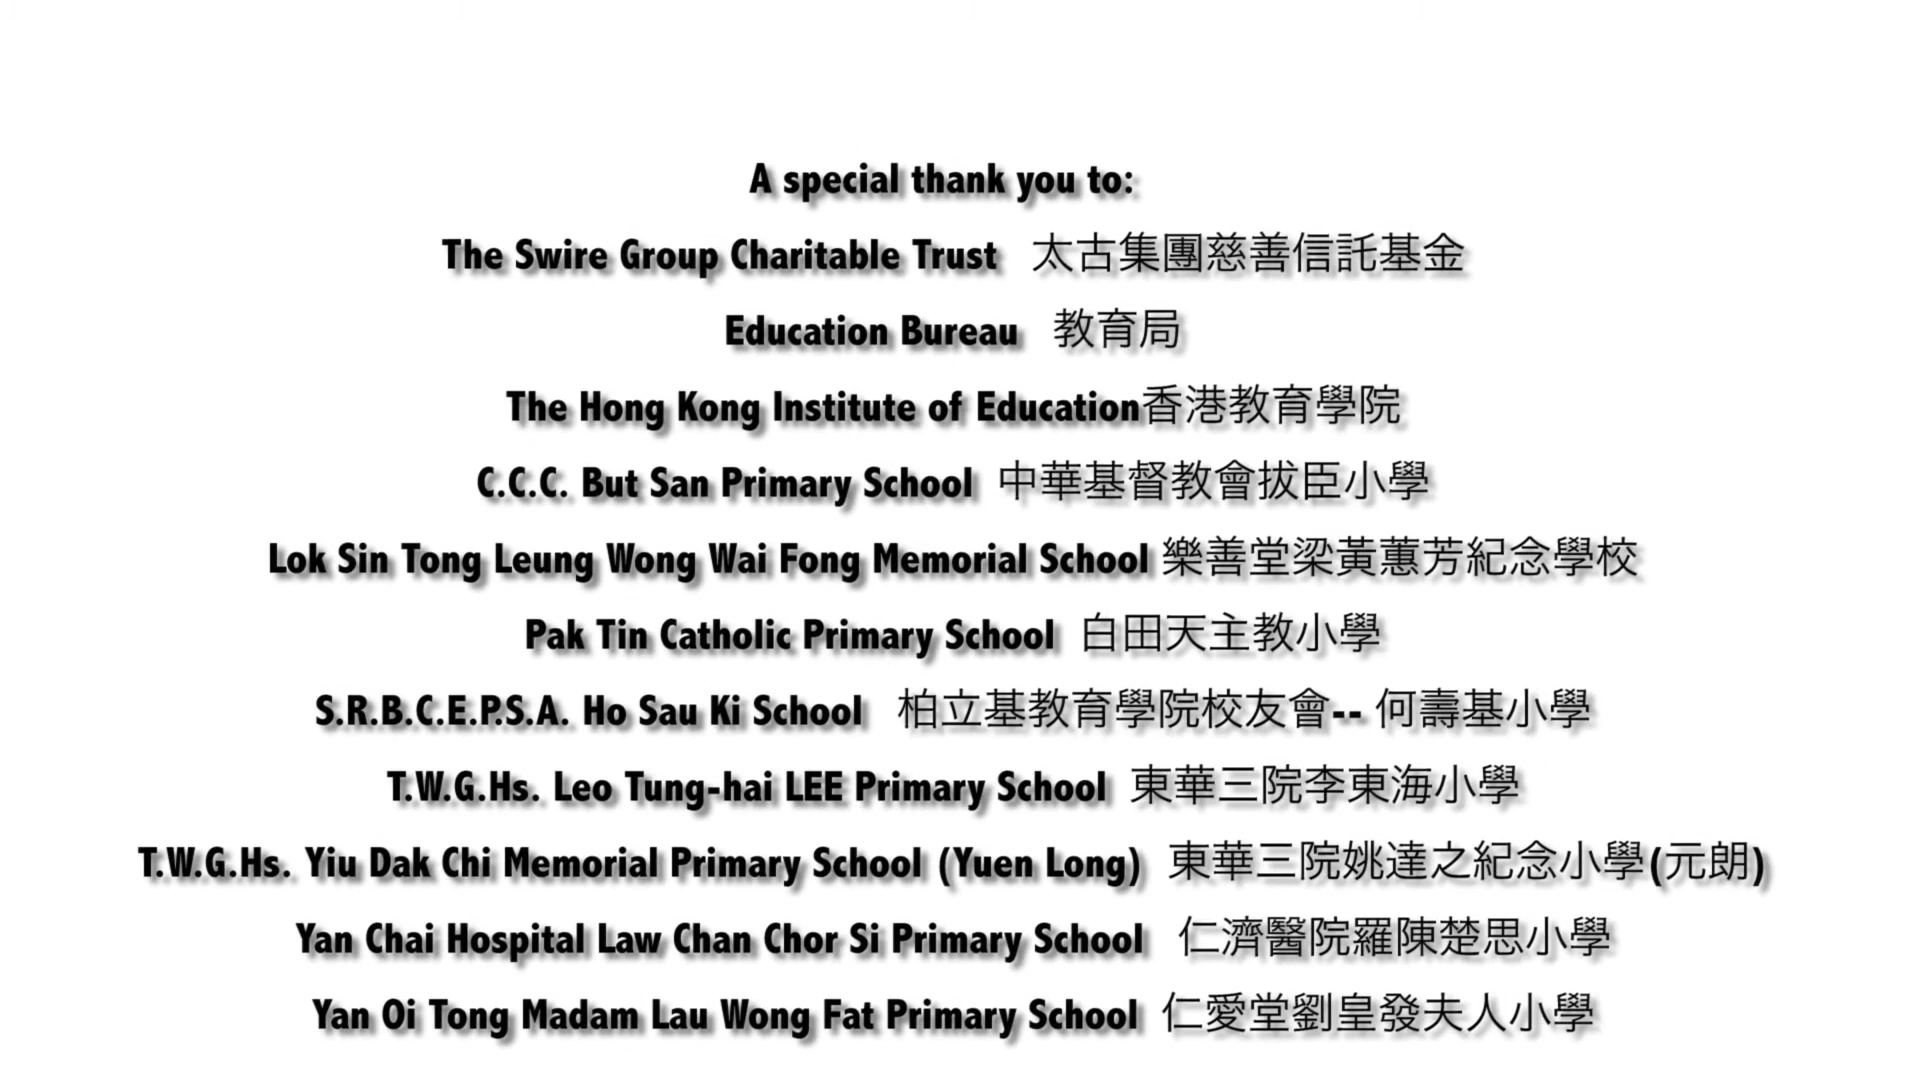 A special thank you to:
The Swire Group Charitable Trust 太古集團慈善信託基金
Education Bureau 教育局
The Hong Kong Institute of Education香港教育學院
C.C.C. But San Primary School 中華基督教會拔臣小學
Lok Sin Tong Leung Wong Wai Fong Memorial School 樂善堂梁黃蕙芳紀念學校
Pak Tin Catholic Primary School 白田天主教小學
S.R.B.C.E.P.S.A. Ho Sau Ki School 柏立基教育學院校友會-- 何壽基小學
T.W.G.Hs. Leo Tung-hai LEE Primary School 東華三院李東海小學
T.W.G.Hs. Yiu Dak Chi Memorial Primary School (Yuen Long) 東華三院姚達之紀念小學(元朗)
Yan Chai Hospital Law Chan Chor Si Primary School 仁濟醫院羅陳楚思小學
Yan Oi Tong Madam Lau Wong Fat Primary School 仁愛堂劉皇發夫人小學